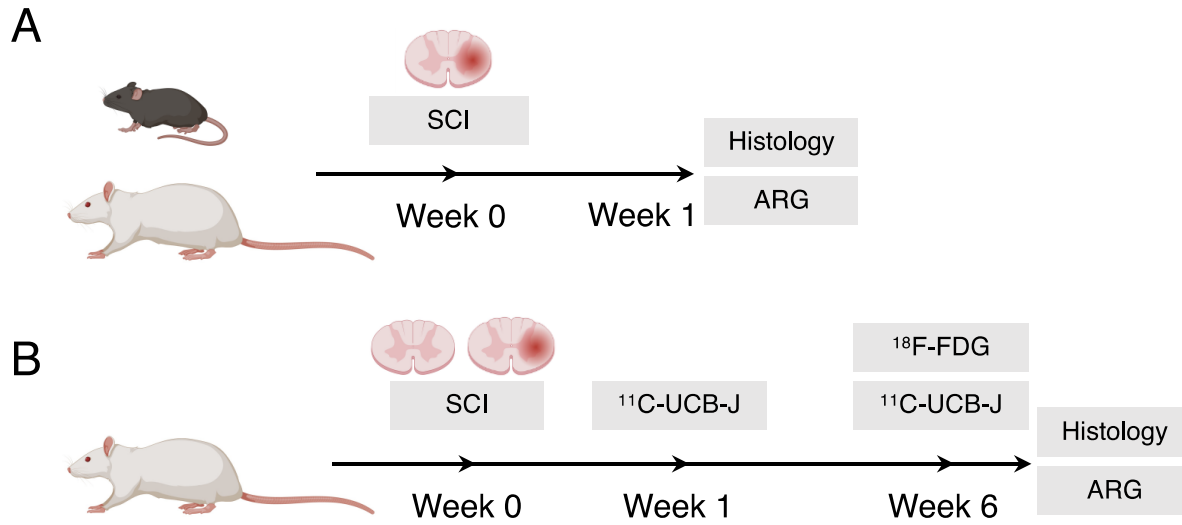 A
SCI
Histology
ARG
Week 0
Week 1
B
SCI
¹¹C-UCB-J
¹⁸F-FDG
¹¹C-UCB-J
Histology
ARG
Week 0
Week 1
Week 6